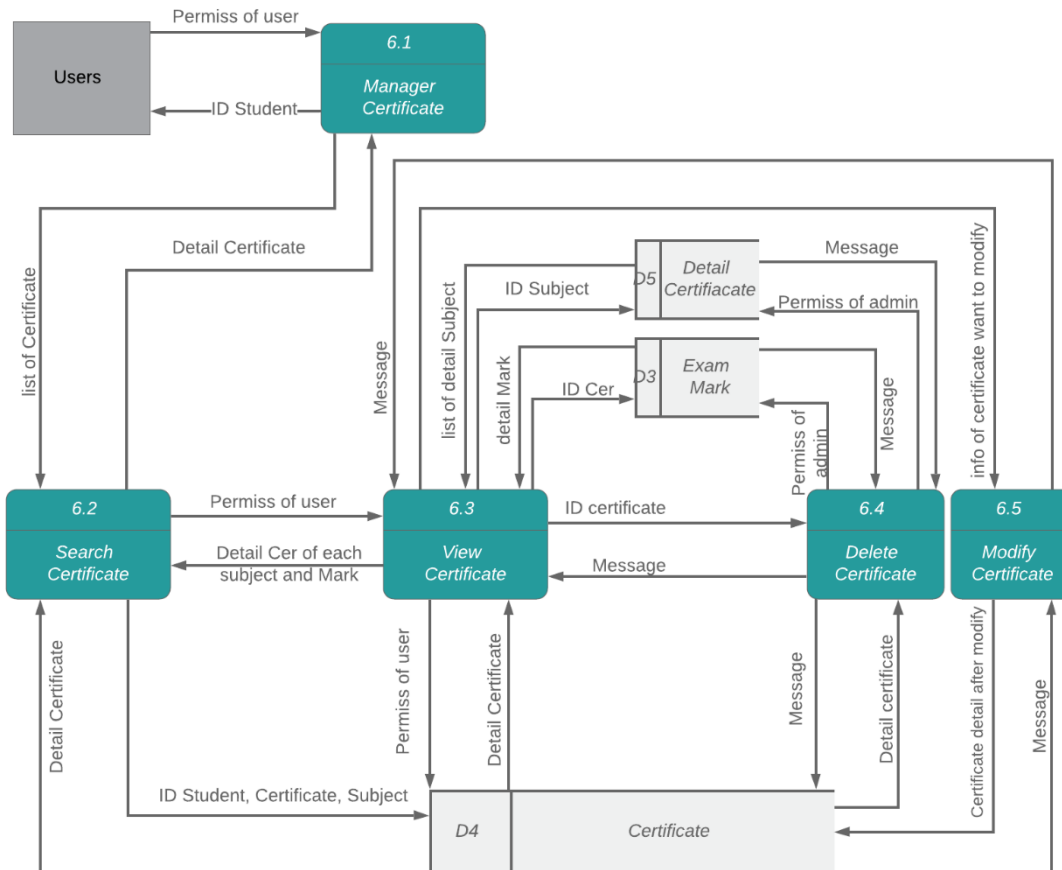 Permiss of user
6.1
Users
Manager
Certificate
ID Student
Detail Certificate
list of Certificate
Message
list of detail Subject
detail Mark
ID Subject
ID Cer
D5
Detail
Certifiacate
Message
Permiss of admin
D3
Exam
Mark
Permiss of
admin
Message
info of certificate want to modify
6.2
Search
Certificate
Permiss of user
Detail Cer of each
subject and Mark
6.3
View
Certificate
ID certificate
Message
6.4
Delete
Certificate
6.5
Modify
Certificate
Detail Certificate
Permiss of user
Detail Certificate
Message
Detail certificate
Certificate detail after modify
Message
ID Student, Certificate, Subject
D4
Certificate